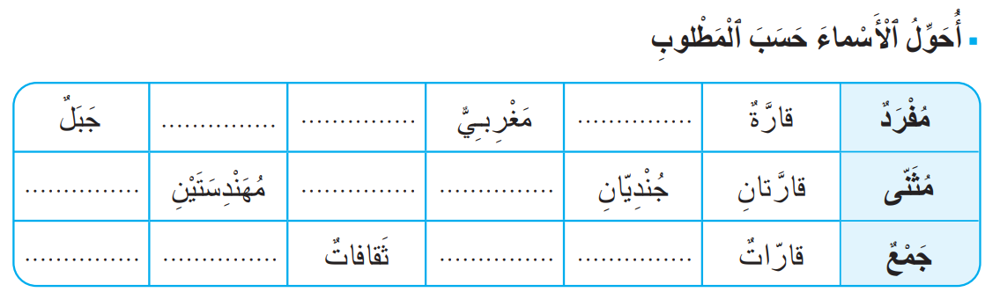 ▪ أُحَوِّلُ ٱلْأَسْماءَ حَسَبَ ٱلْمَطْلوبِ
مُفْرَدٌ قارَّةٌ ............... مَغْرِبِيٌّ ............... ............... جَبَلٌ
مُثَنّى قارَّتانِ جُنْدِيّانِ ............... ............... مُهَنْدِسَتَيْنِ ...............
جَمْعٌ قارّاتٌ ............... ............... ثَقافاتٌ ............... ...............